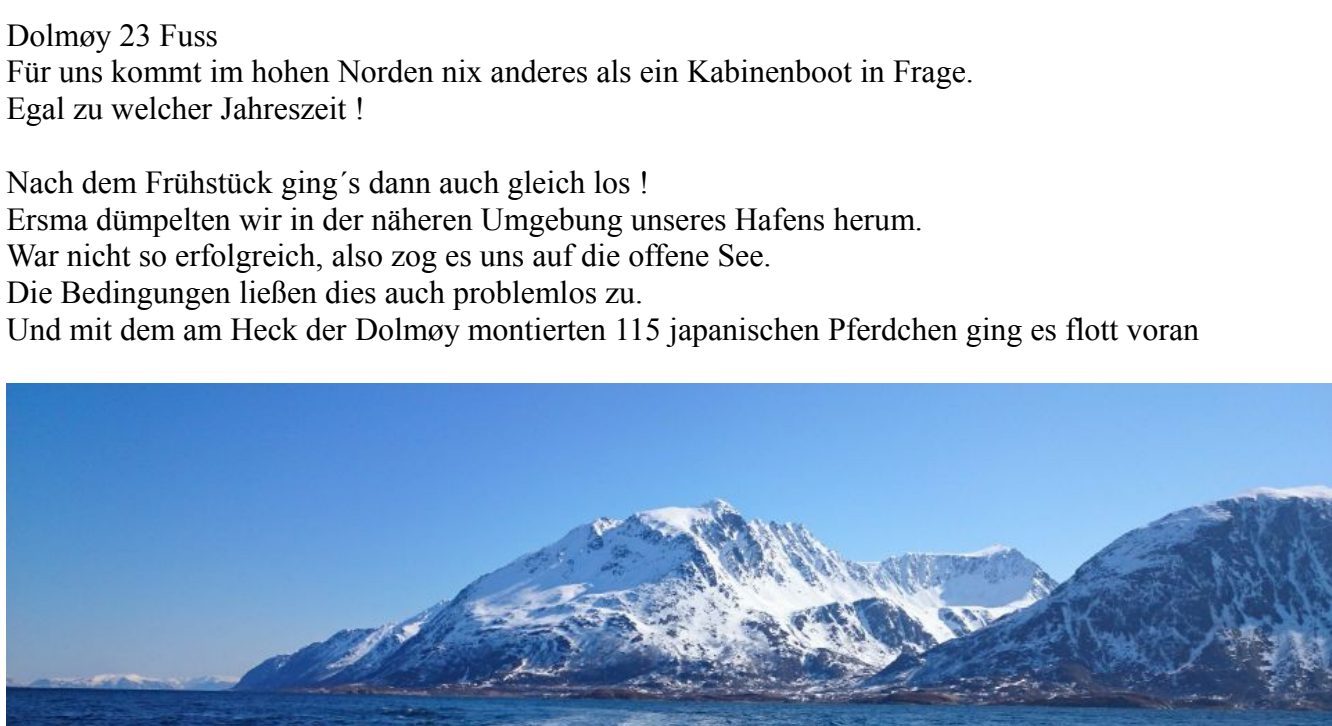 Dolmøy 23 Fuss
Für uns kommt im hohen Norden nix anderes als ein Kabinenboot in Frage.
Egal zu welcher Jahreszeit !
Nach dem Frühstück ging´s dann auch gleich los !
Ersma dümpelten wir in der näheren Umgebung unseres Hafens herum.
War nicht so erfolgreich, also zog es uns auf die offene See.
Die Bedingungen ließen dies auch problemlos zu.
Und mit dem am Heck der Dolmøy montierten 115 japanischen Pferdchen ging es flott voran